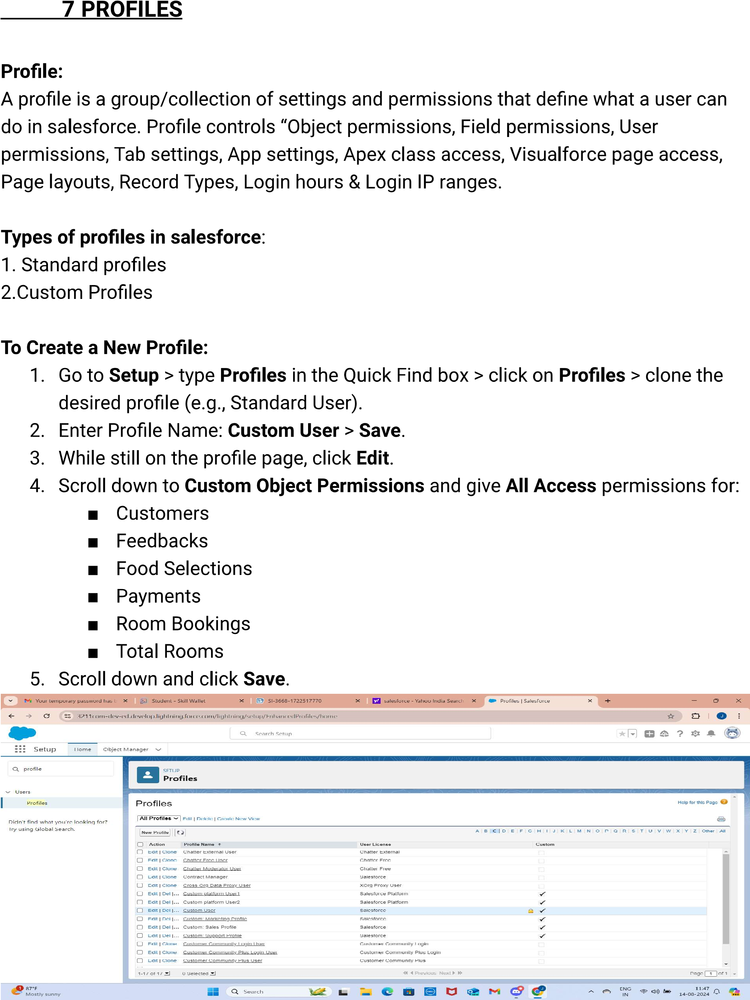 7 PROFILES
Profile:
A profile is a group/collection of settings and permissions that define what a user can
do in salesforce. Profile controls “Object permissions, Field permissions, User
permissions, Tab settings, App settings, Apex class access, Visualforce page access,
Page layouts, Record Types, Login hours & Login IP ranges.
Types of profiles in salesforce:
1. Standard profiles
2.Custom Profiles
To Create a New Profile:
1. Go to Setup > type Profiles in the Quick Find box > click on Profiles > clone the
desired profile (e.g., Standard User).
2. Enter Profile Name: Custom User > Save.
3. While still on the profile page, click Edit.
4. Scroll down to Custom Object Permissions and give All Access permissions for:
■ Customers
■ Feedbacks
■ Food Selections
■ Payments
■ Room Bookings
■ Total Rooms
5. Scroll down and click Save.
Your temporary password has Student - Skill Wallet SI-3668-1722517770 salesforce - Yahoo India Search Profiles | Salesforce
3211com-dev-ed.develop.lightning.force.com/lightning/setup/EnhancedProfiles/home
Search Setup
Setup Home Object Manager
profile
SETUP
Profiles
Users
Profiles
Profiles
Help for this Page
Didn't find what you're looking for?
Try using Global Search.
All Profiles Edit | Delete | Create New View
New Profile A | B | C | D | E | F | G | H | I | J | K | L | M | N | O | P | Q | R | S | T | U | V | W | X | Y | Z | Other | All
Action Profile Name User License Custom
Edit | Clone Chatter External User Chatter External
Edit | Clone Chatter Free User Chatter Free
Edit | Clone Chatter Moderator User Chatter Free
Edit | Clone Contract Manager Salesforce
Edit | Clone Cross Org Data Proxy User XOrg Proxy User
Edit | Del |... Custom platform User1 Salesforce Platform
Edit | Del |... Custom platform User2 Salesforce Platform
Edit | Del |... Custom User Salesforce
Edit | Del |... Custom: Marketing Profile Salesforce
Edit | Del |... Custom: Sales Profile Salesforce
Edit | Del |... Custom: Support Profile Salesforce
Edit | Clone Customer Community Login User Customer Community Login
Edit | Clone Customer Community Plus Login User Customer Community Plus Login
Edit | Clone Customer Community Plus User Customer Community Plus
1-17 of 17 0 Selected Previous Next Page 1 of 1
1 87°F
Mostly sunny
Search
ENG
IN
11:47
14-08-2024